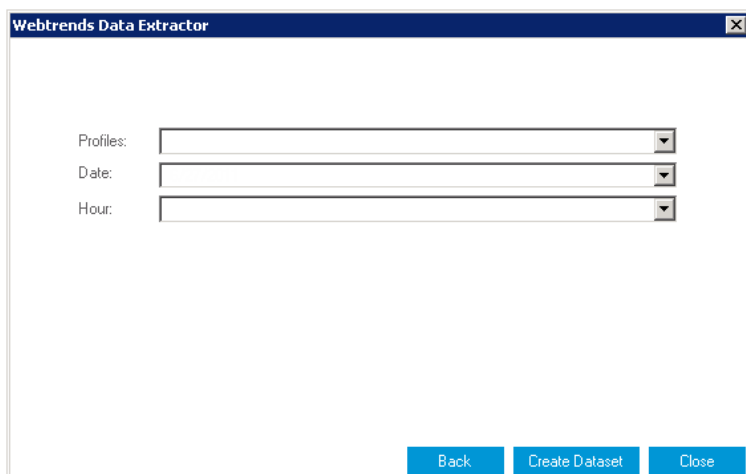 Webtrends Data Extractor
Profiles:
Date:
Hour:
Back Create Dataset Close